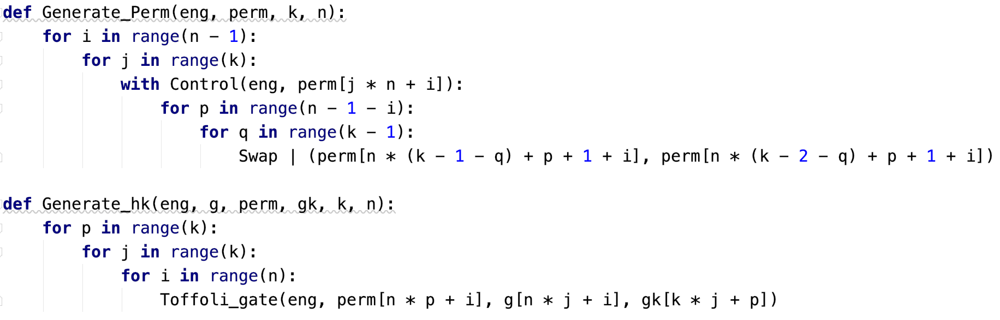 def Generate_Perm(eng, perm, k, n):
    for i in range(n - 1):
        for j in range(k):
            with Control(eng, perm[j * n + i]):
                for p in range(n - 1 - i):
                    for q in range(k - 1):
                        Swap | (perm[n * (k - 1 - q) + p + 1 + i], perm[n * (k - 2 - q) + p + 1 + i])
def Generate_hk(eng, g, perm, gk, k, n):
    for p in range(k):
        for j in range(k):
            for i in range(n):
                Toffoli_gate(eng, perm[n * p + i], g[n * j + i], gk[k * j + p])